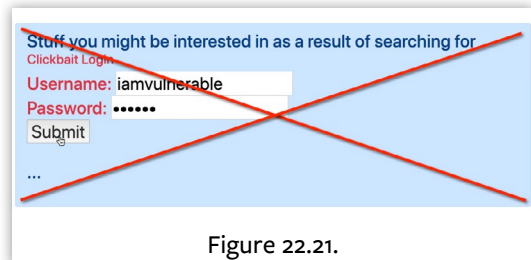 Stuff you might be interested in as a result of searching for
Clickbait Login
Username: iamvulnerable
Password: ••••••
Submit
...
Figure 22.21.